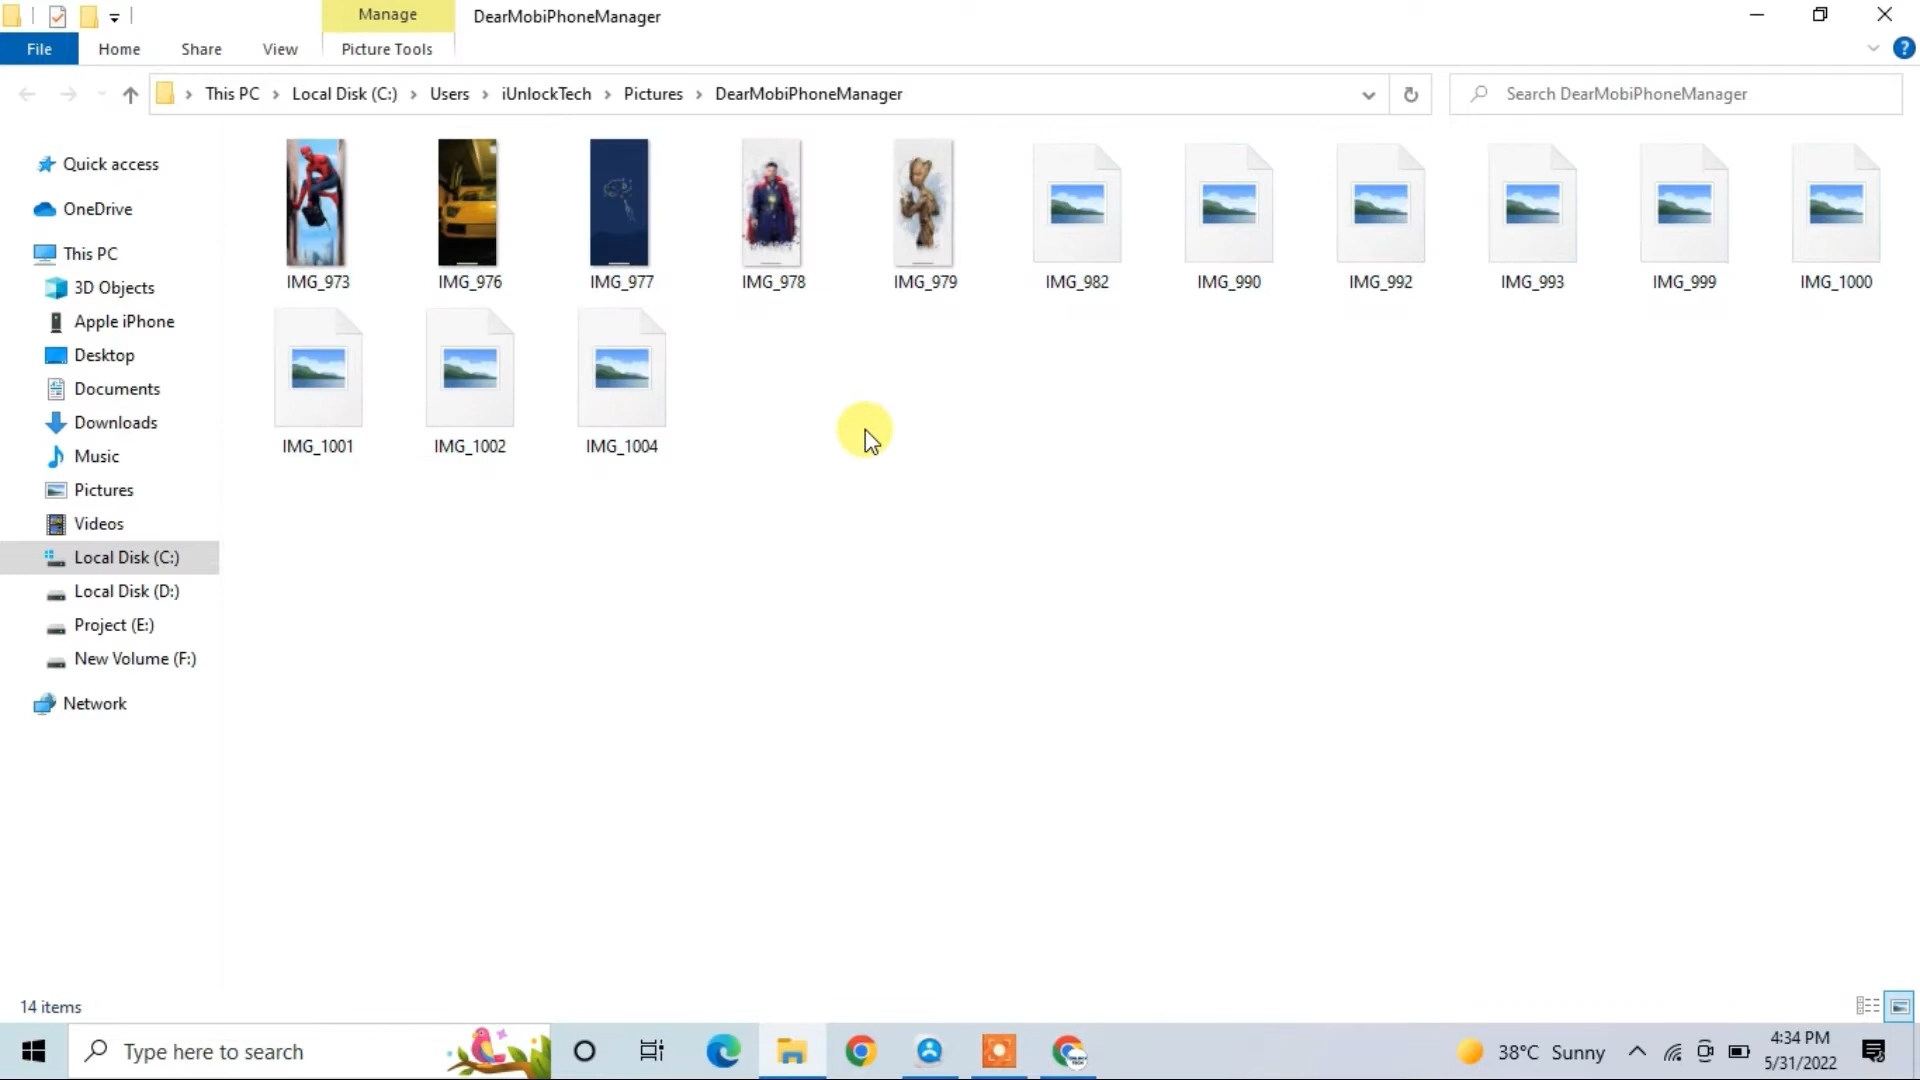 Manage
DearMobiPhoneManager
File
Home
Share
View
Picture Tools
This PC
Local Disk (C:)
Users
iUnlockTech
Pictures
DearMobiPhoneManager
Search DearMobiPhoneManager
Quick access
OneDrive
This PC
3D Objects
Apple iPhone
Desktop
Documents
Downloads
Music
Pictures
Videos
Local Disk (C:)
Local Disk (D:)
Project (E:)
New Volume (F:)
Network
IMG_973
IMG_976
IMG_977
IMG_978
IMG_979
IMG_982
IMG_990
IMG_992
IMG_993
IMG_999
IMG_1000
IMG_1001
IMG_1002
IMG_1004
14 items
Type here to search
38°C Sunny
4:34 PM
5/31/2022